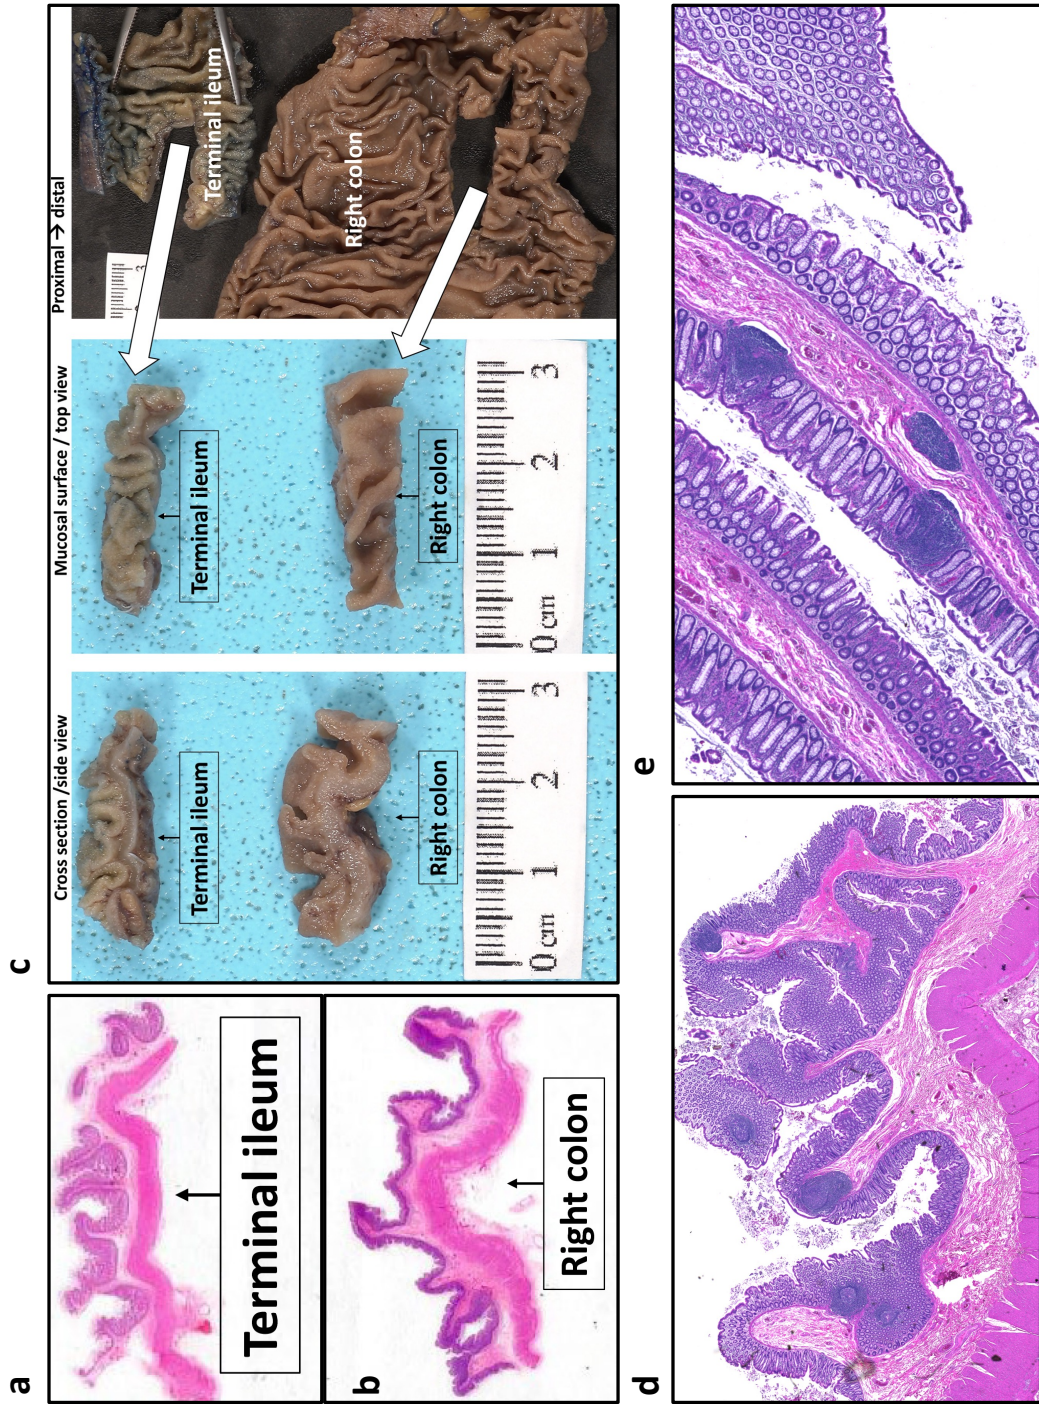 a
Terminal ileum
b
Right colon
c
Cross section /side view
Mucosal surface / top view
Proximal → distal
Terminal ileum
Right colon
0 cm 1 2 3
Terminal ileum
Right colon
0 cm 1 2 3
Terminal ileum
Right colon
3
d
e